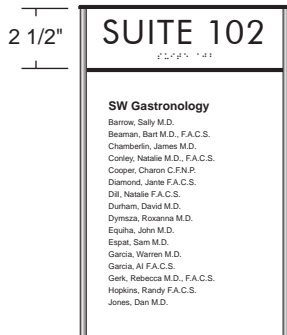 2 1/2"
SUITE 102
⠎⠥⠊⠞⠑ ⠼⠁⠚⠃
SW Gastronology
Barrow, Sally M.D.
Beaman, Bart M.D., F.A.C.S.
Chamberlin, James M.D.
Conley, Natalie M.D., F.A.C.S.
Cooper, Charon C.F.N.P.
Diamond, Jante F.A.C.S.
Dill, Natalie F.A.C.S.
Durham, David M.D.
Dymsza, Roxanna M.D.
Equiha, John M.D.
Espat, Sam M.D.
Garcia, Warren M.D.
Garcia, Al F.A.C.S.
Gerk, Rebecca M.D., F.A.C.S.
Hopkins, Randy F.A.C.S.
Jones, Dan M.D.